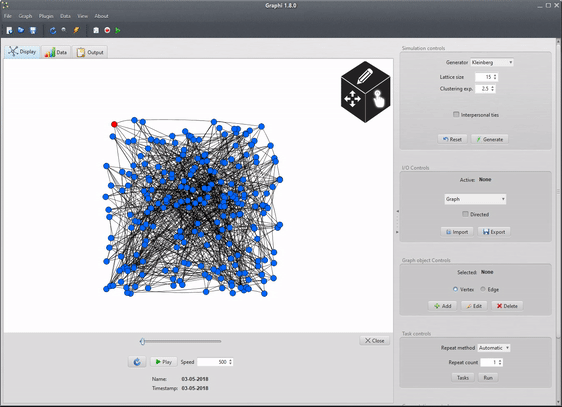 Graphi 1.8.0
File Graph Plugin Data View About
Display Data Output
Simulation controls
Generator Kleinberg
Lattice size 15
Clustering exp. 2.5
Interpersonal ties
Reset Generate
I/O Controls
Active: None
Graph
Directed
Import Export
Graph object Controls
Selected: None
Vertex Edge
Add Edit Delete
Task controls
Repeat method Automatic
Repeat count 1
Tasks Run
Close
Play Speed 500
Name: 03-05-2018
Timestemp: 03-05-2018